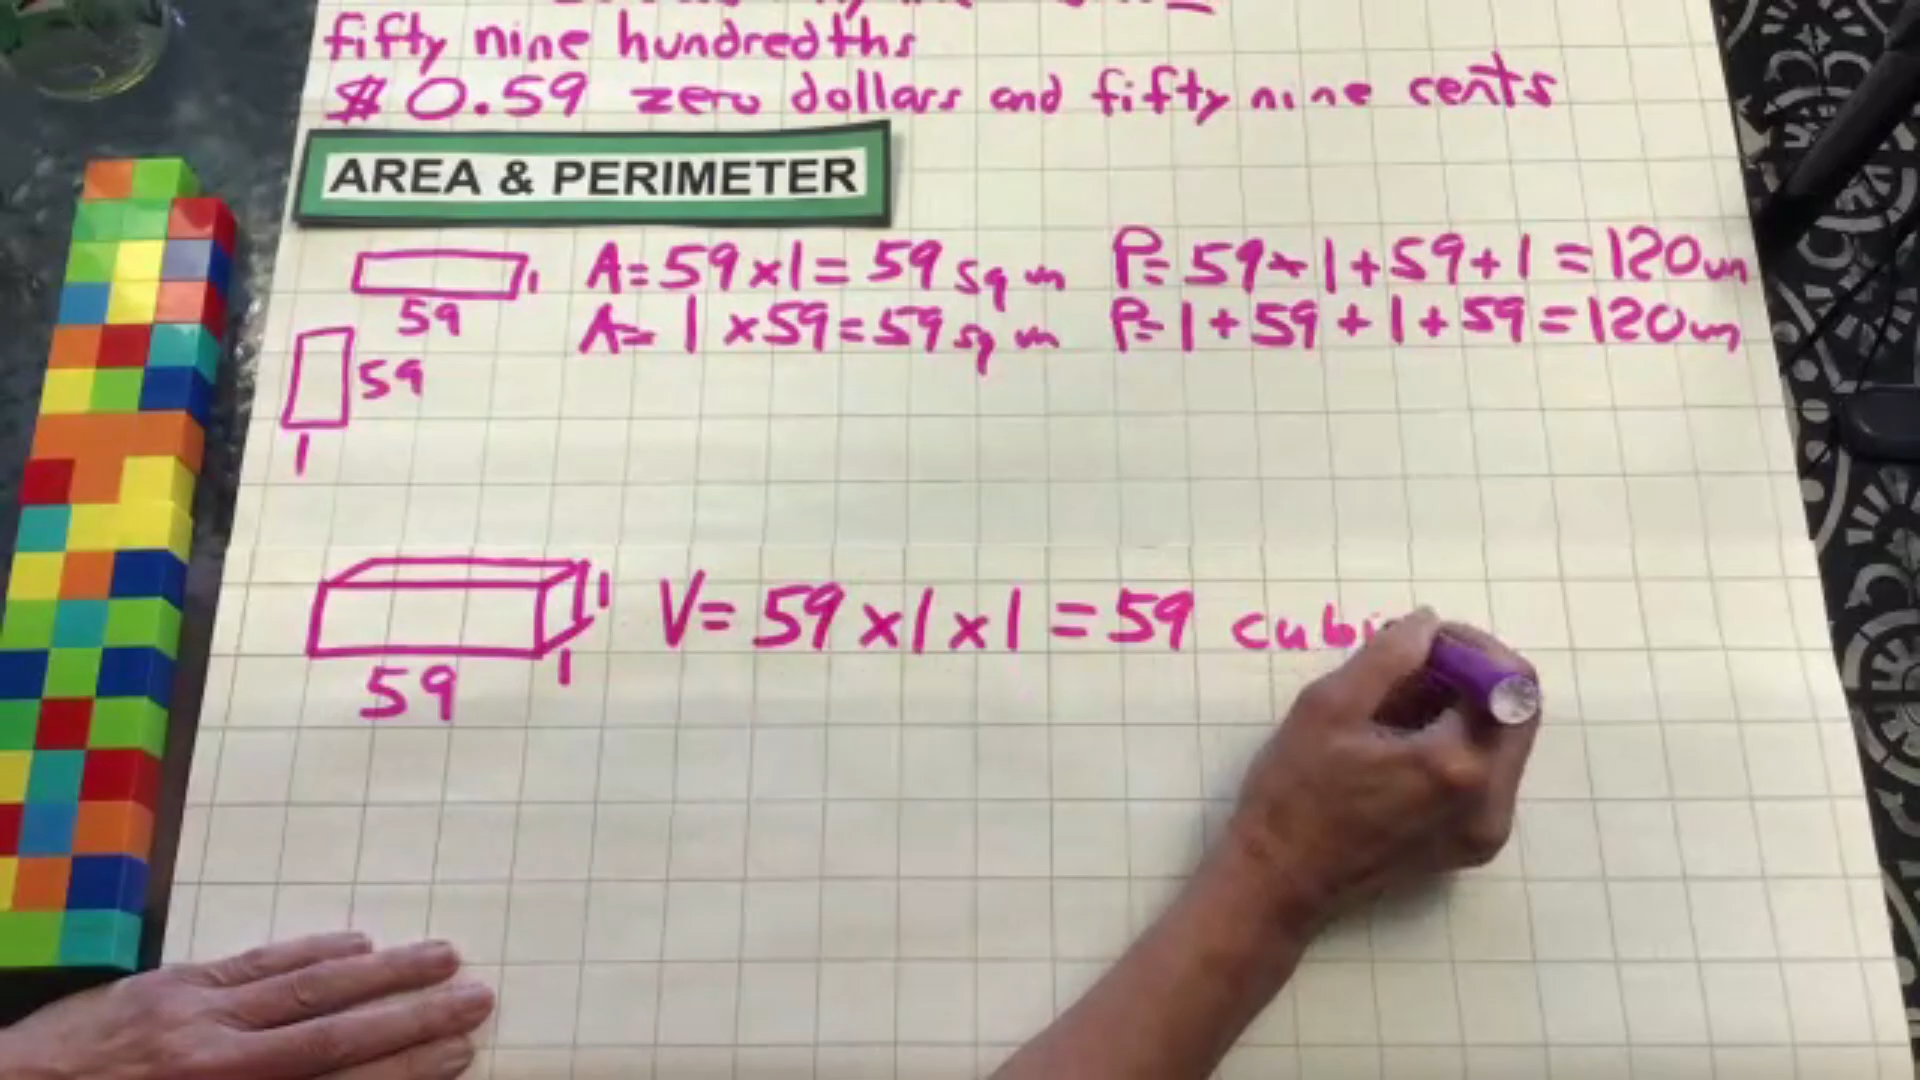 fifty nine hundredths
$ 0.59 zero dollars and fifty nine cents
AREA & PERIMETER
1 A = 59 x 1 = 59 sq un P = 59 + 1 + 59 + 1 = 120 un
59 A = 1 x 59 = 59 sq un P = 1 + 59 + 1 + 59 = 120 un
59
1
1 V = 59 x 1 x 1 = 59 cubi
1
59